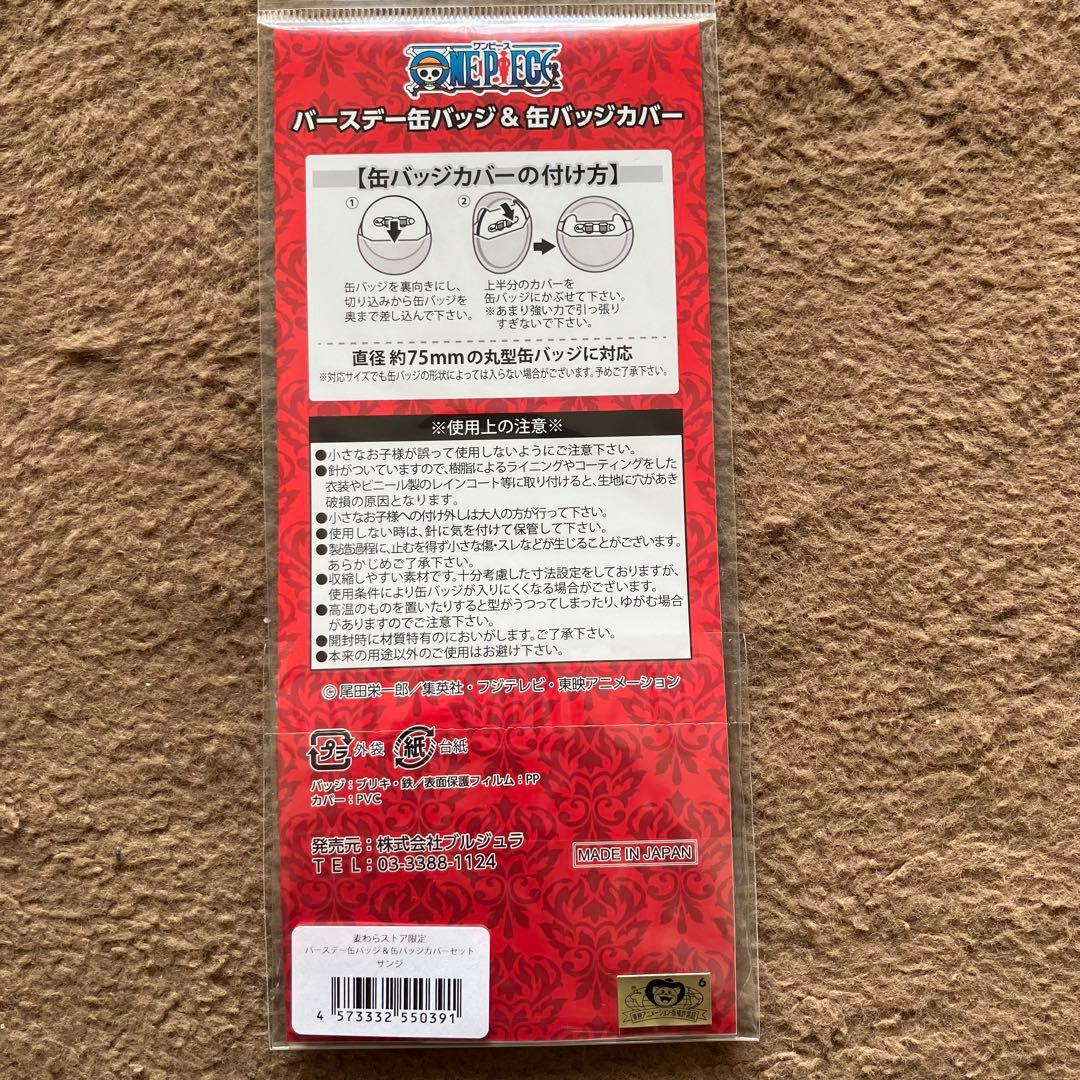 ワンピース
ONE PIECE
バースデー缶バッジ & 缶バッジカバー
【缶バッジカバーの付け方】
①
缶バッジを裏向きにし、
切り込みから缶バッジを
奥まで差し込んで下さい。
②
上半分のカバーを
缶バッジにかぶせて下さい。
※あまり強い力で引っ張り
すぎないで下さい。
直径 約75mmの丸型缶バッジに対応
※対応サイズでも缶バッジの形状によっては入らない場合がございます。予めご了承下さい。
※使用上の注意※
●小さなお子様が誤って使用しないようにご注意下さい。
●針がついていますので、樹脂によるライニングやコーティングをした
衣装やビニール製のレインコート等に取り付けると、生地に穴があき
破損の原因となります。
●小さなお子様への付け外しは大人の方が行って下さい。
●使用しない時は、針に気を付けて保管して下さい。
●製造過程に、止むを得ず小さな傷・スレなどが生じることがございます。
あらかじめご了承下さい。
●収縮しやすい素材です。十分考慮した寸法設定をしておりますが、
使用条件により缶バッジが入りにくくなる場合がございます。
●高温のものを置いたりすると型がうつってしまったり、ゆがむ場合
がありますのでご注意下さい。
●開封時に材質特有のにおいがします。ご了承下さい。
●本来の用途以外のご使用はお避け下さい。
©尾田栄一郎/集英社・フジテレビ・東映アニメーション
プラ 外袋 紙 台紙
バッジ:ブリキ・鉄/表面保護フィルム:PP
カバー:PVC
発売元:株式会社ブルジュラ
TEL:03-3388-1124
MADE IN JAPAN
麦わらストア限定
バースデー缶バッジ&缶バッジカバーセット
サンジ
4 573332 550391
6
東映アニメーション版権許諾証